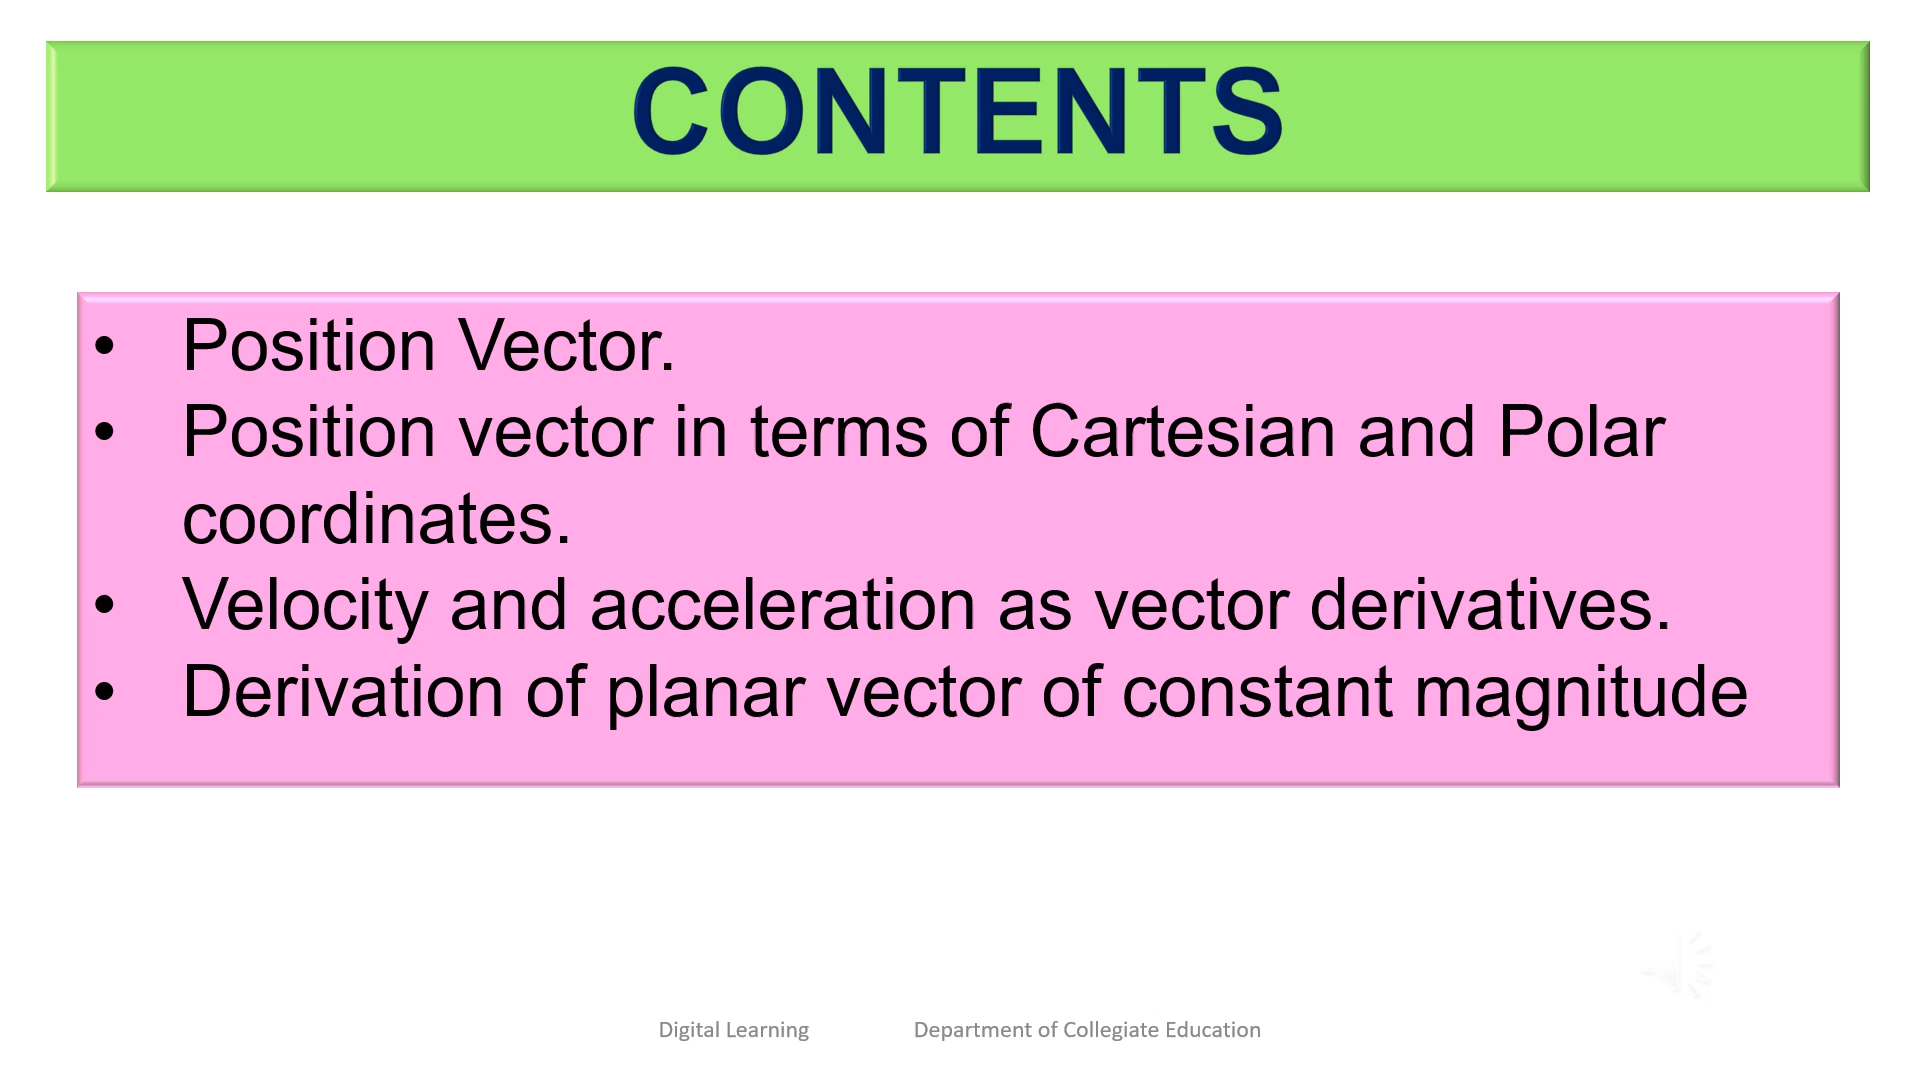 CONTENTS
• Position Vector.
• Position vector in terms of Cartesian and Polar
coordinates.
• Velocity and acceleration as vector derivatives.
• Derivation of planar vector of constant magnitude
Digital Learning Department of Collegiate Education